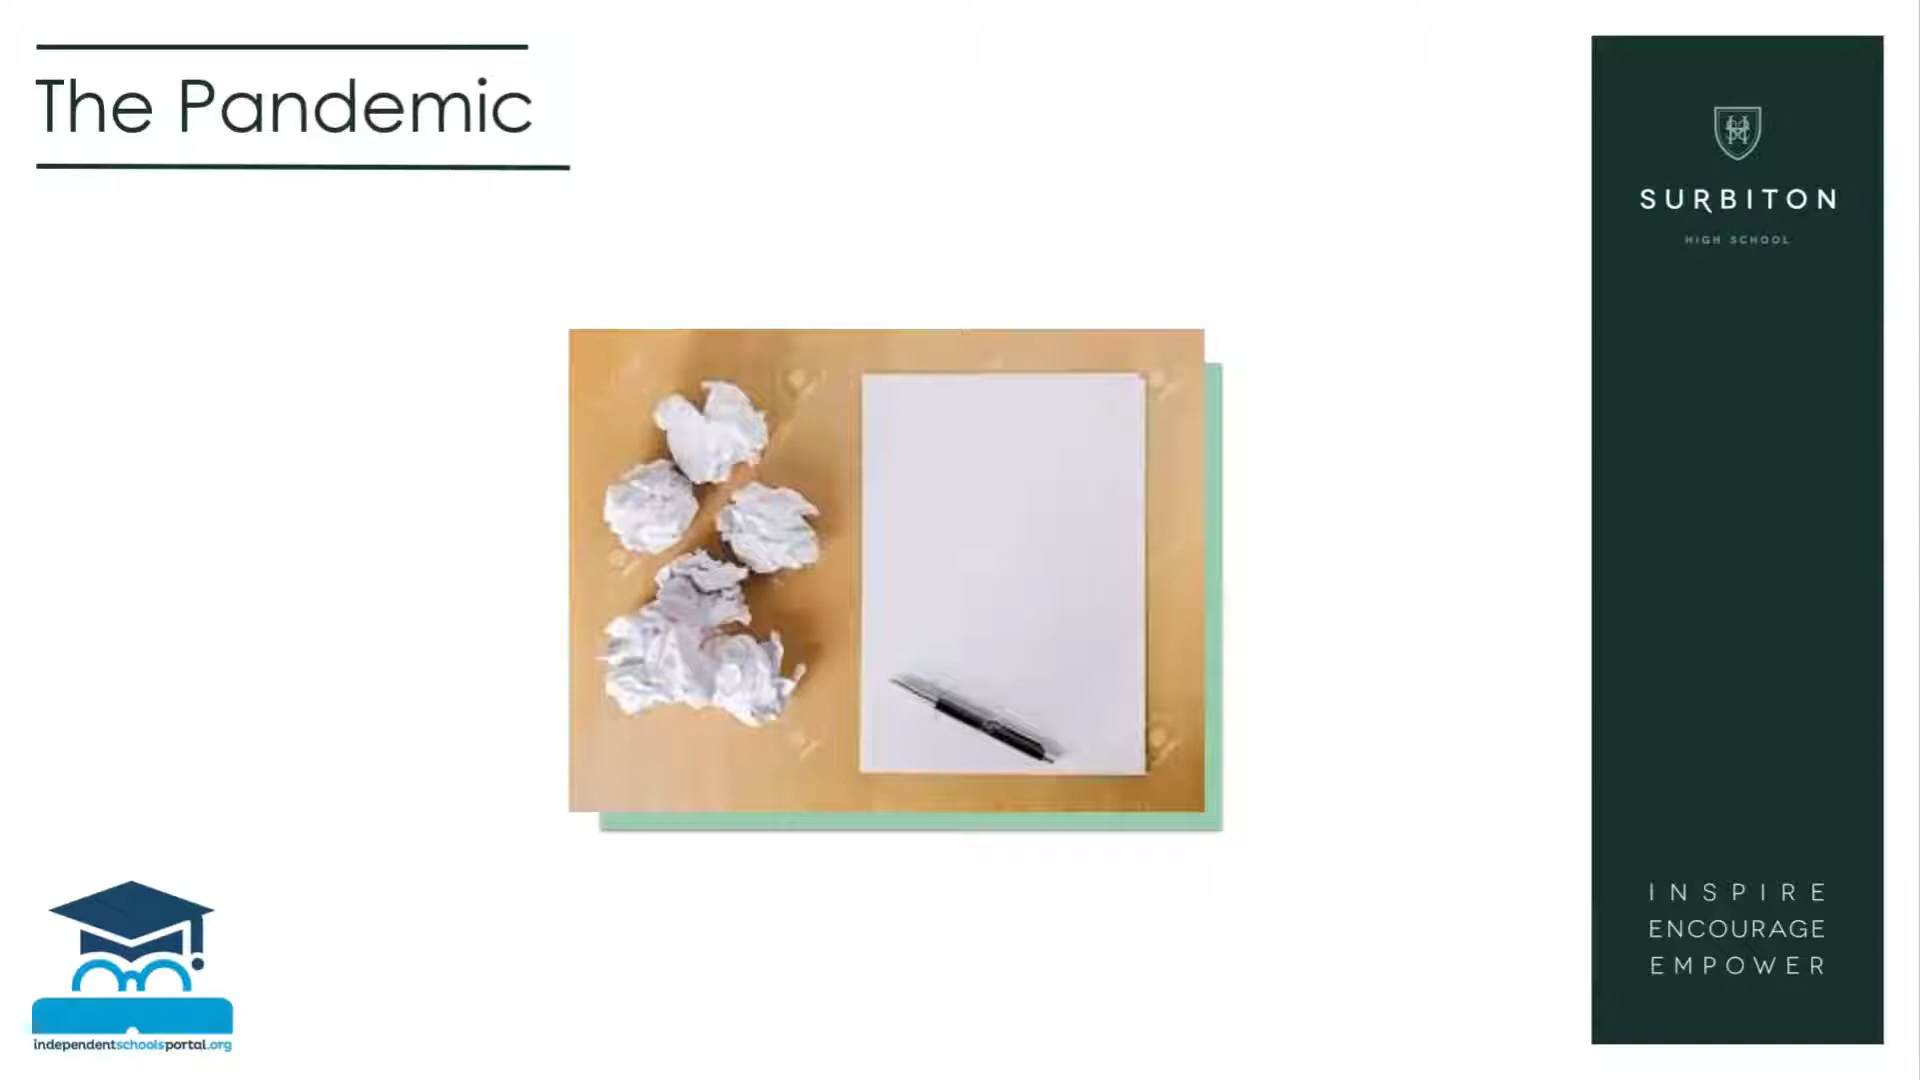 The Pandemic
SURBITON
HIGH SCHOOL
INSPIRE
ENCOURAGE
EMPOWER
independentschoolsportal.org